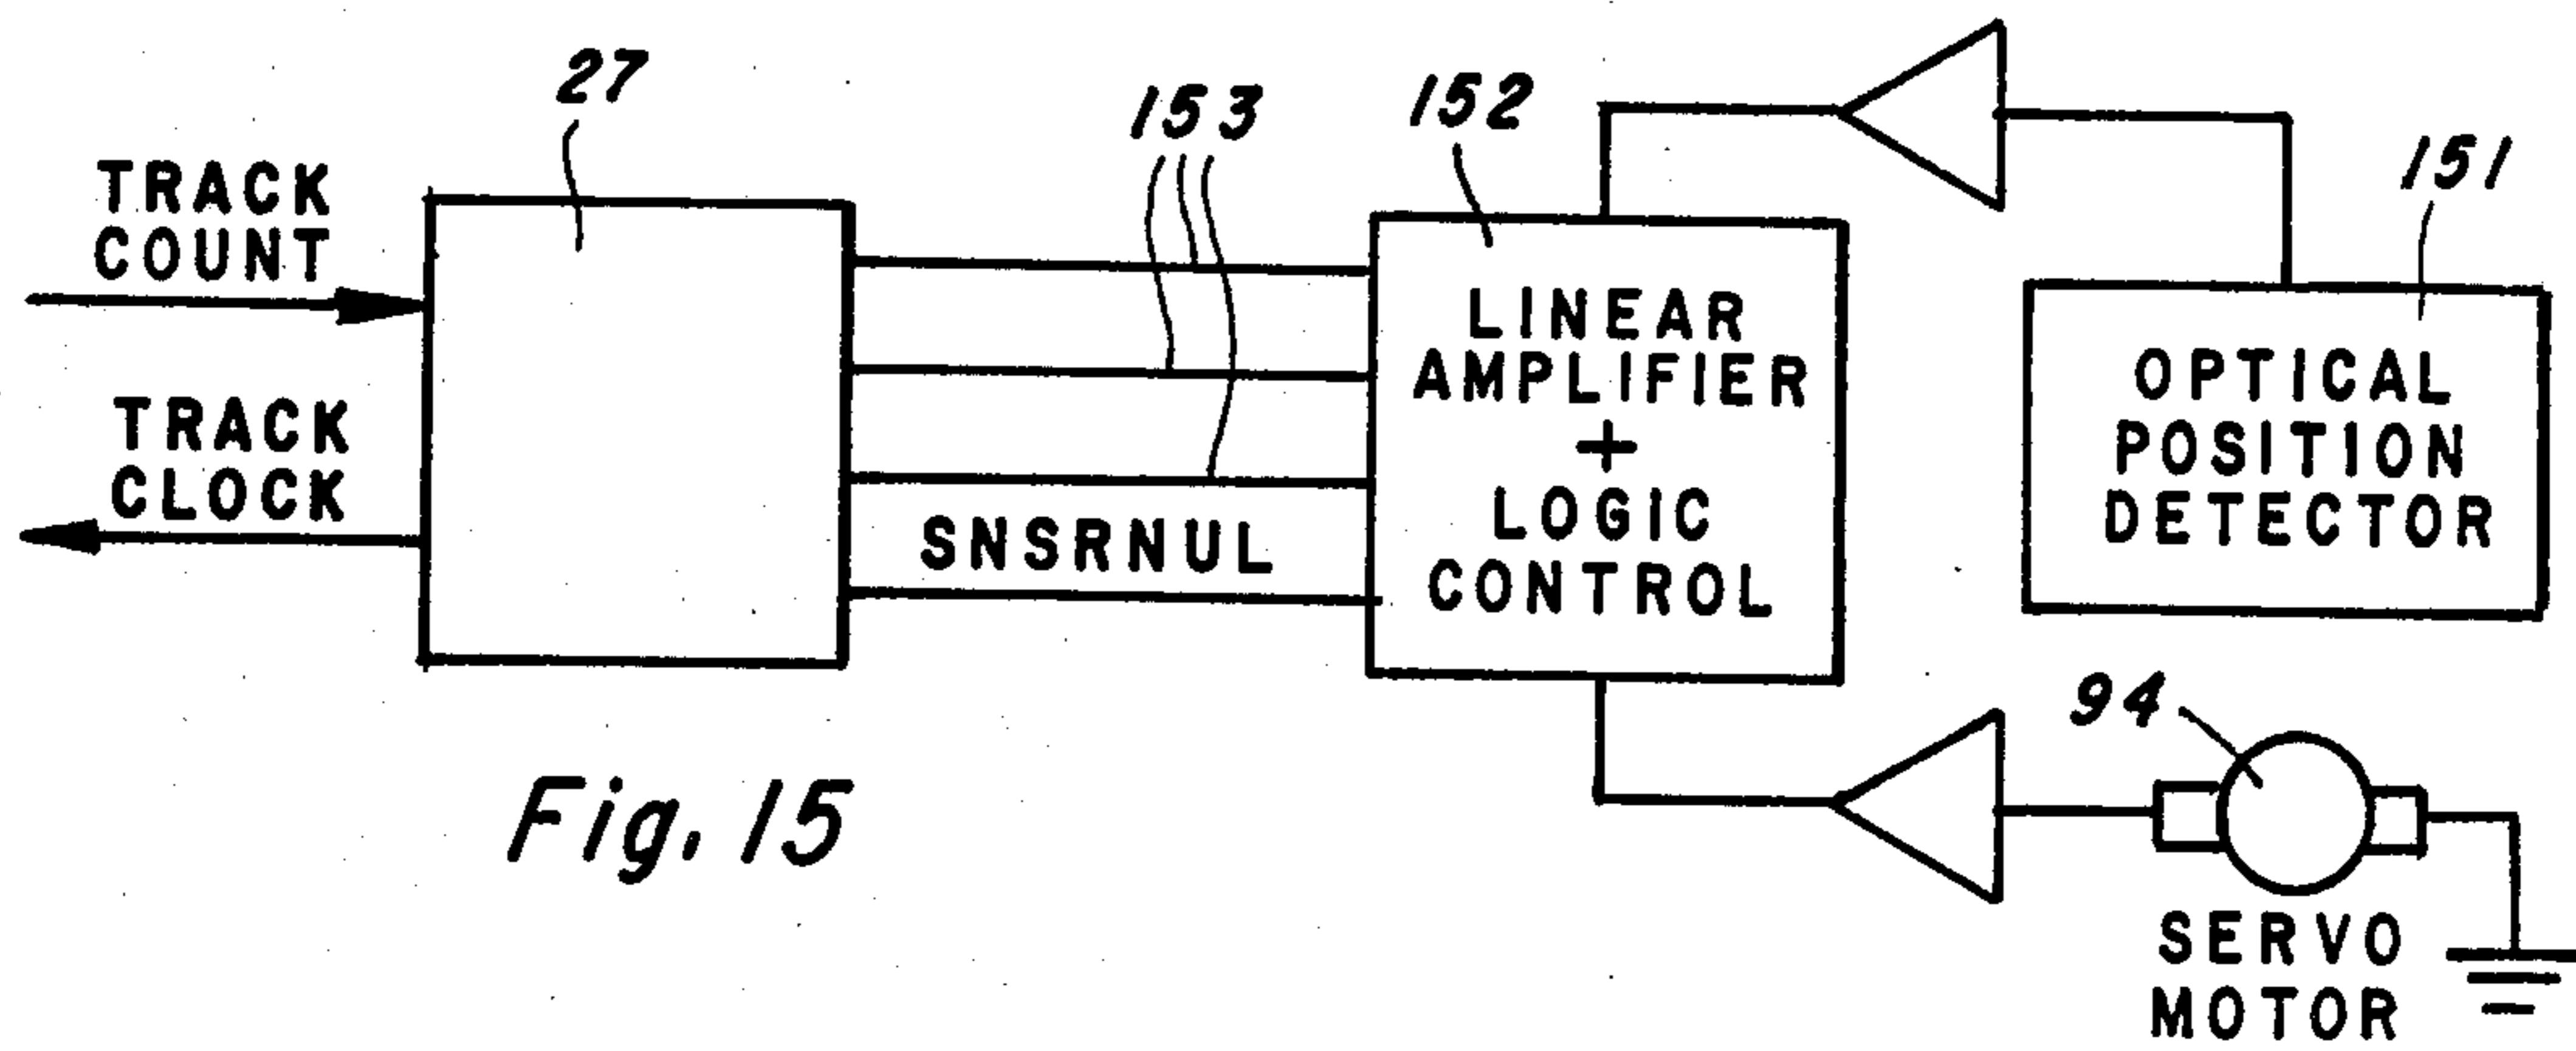 27
153
152
151
TRACK
COUNT
TRACK
CLOCK
SNSRNUL
LINEAR
AMPLIFIER
+
LOGIC
CONTROL
OPTICAL
POSITION
DETECTOR
94
SERVO
MOTOR
Fig. 15